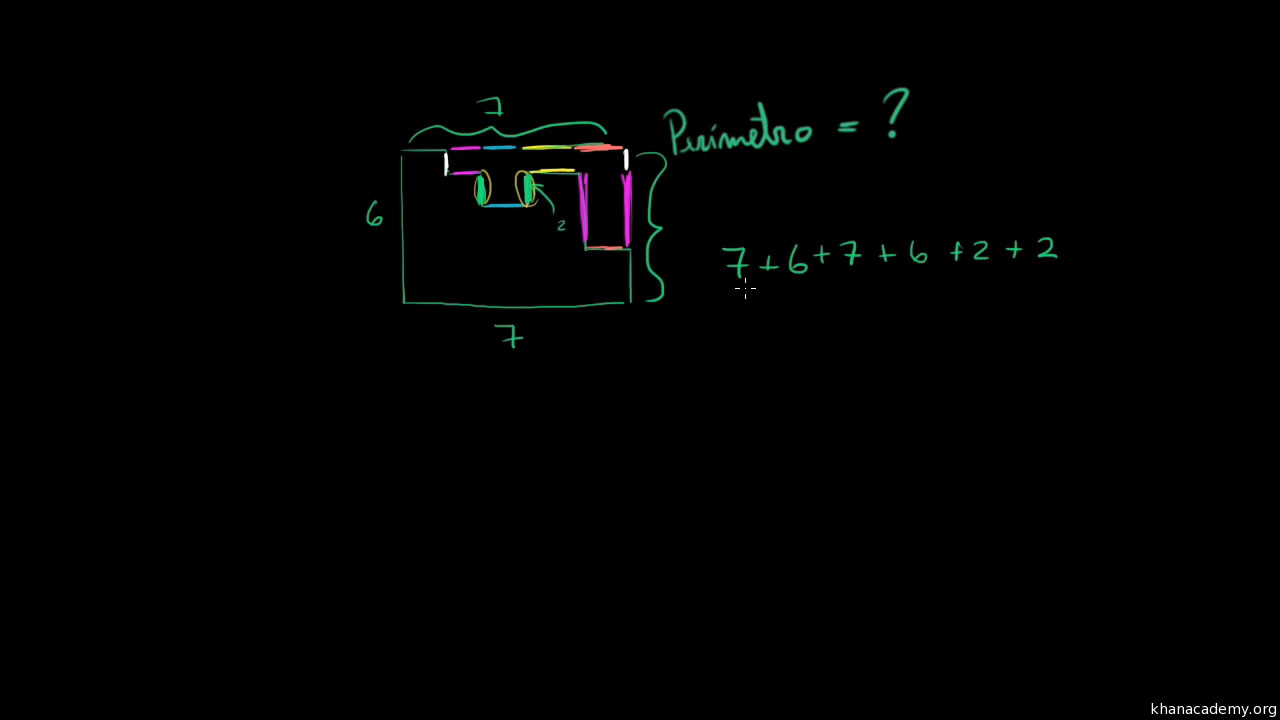 7
Perímetro = ?
6
2
7 + 6 + 7 + 6 + 2 + 2
7
khanacademy.org